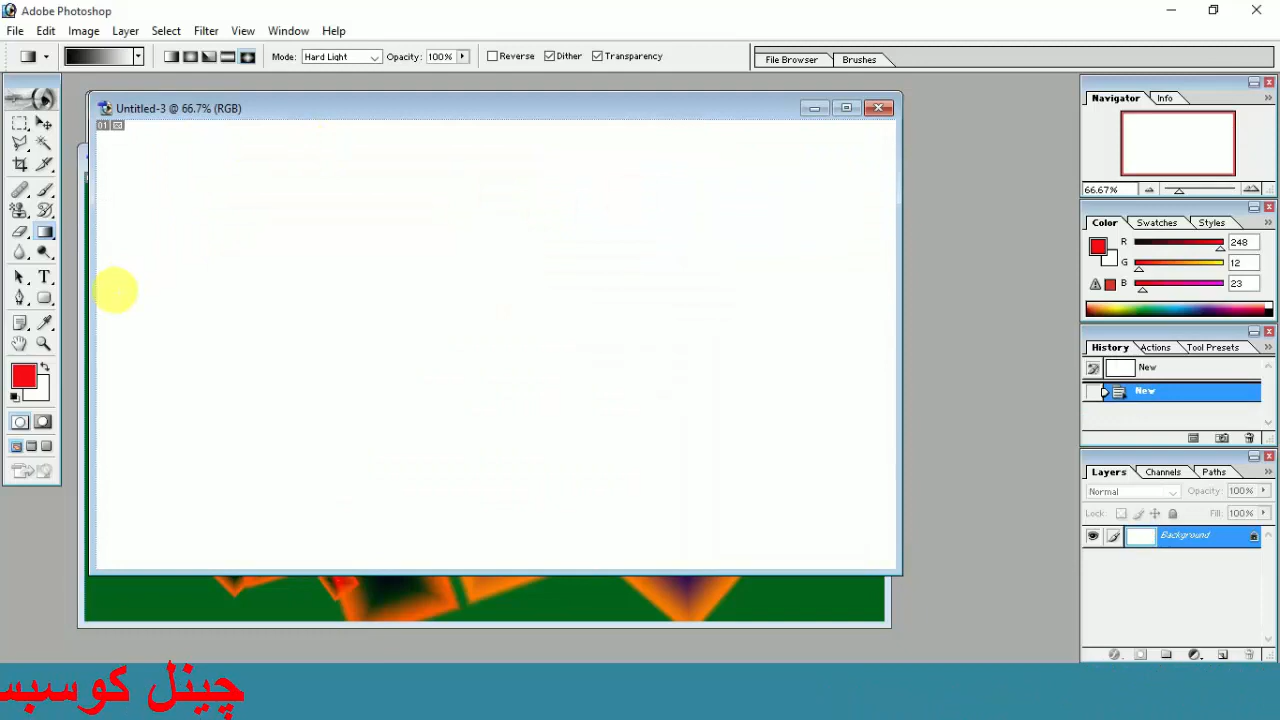 Adobe Photoshop
File Edit Image Layer Select Filter View Window Help
Mode: Hard Light Opacity: 100% Reverse Dither Transparency File Browser Brushes
Untitled-3 @ 66.7% (RGB)
01
Navigator Info
66.67%
Color Swatches Styles
R 248
G 12
B 23
History Actions Tool Presets
New
New
Layers Channels Paths
Normal Opacity: 100%
Lock: Fill: 100%
Background
چینل کو سبس